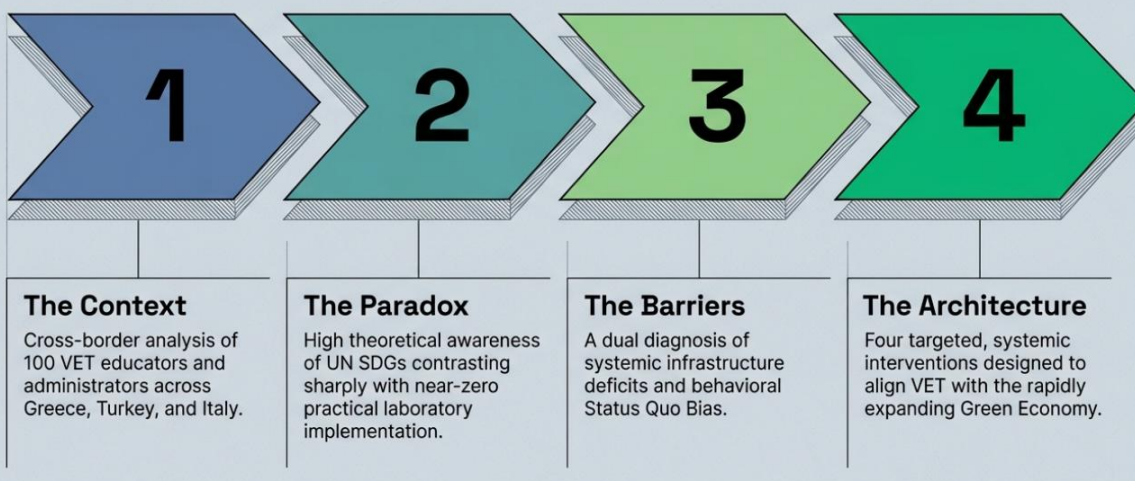 1
2
3
4
The Context
Cross-border analysis of
100 VET educators and
administrators across
Greece, Turkey, and Italy.
The Paradox
High theoretical awareness
of UN SDGs contrasting
sharply with near-zero
practical laboratory
implementation.
The Barriers
A dual diagnosis of
systemic infrastructure
deficits and behavioral
Status Quo Bias.
The Architecture
Four targeted, systemic
interventions designed to
align VET with the rapidly
expanding Green Economy.